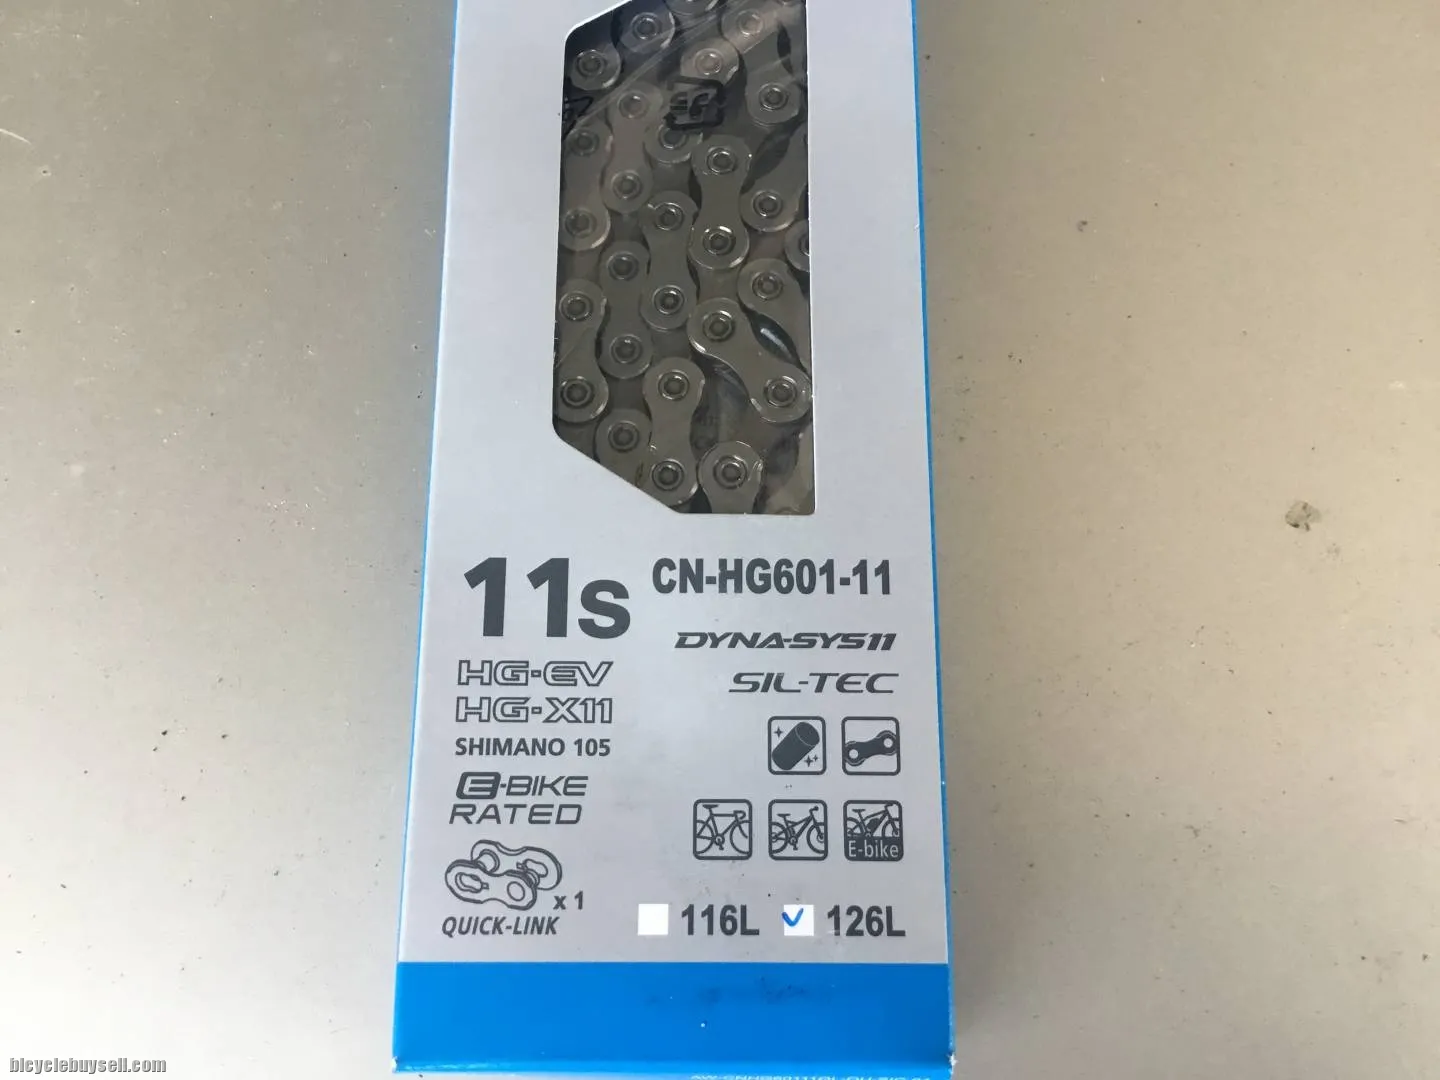 11s
CN-HG601-11
DYNA-SYS11
SIL-TEC
HG-EV
HG-X11
SHIMANO 105
E-BIKE
RATED
E-bike
x 1
QUICK-LINK
116L
126L
bicyclebuysell.com